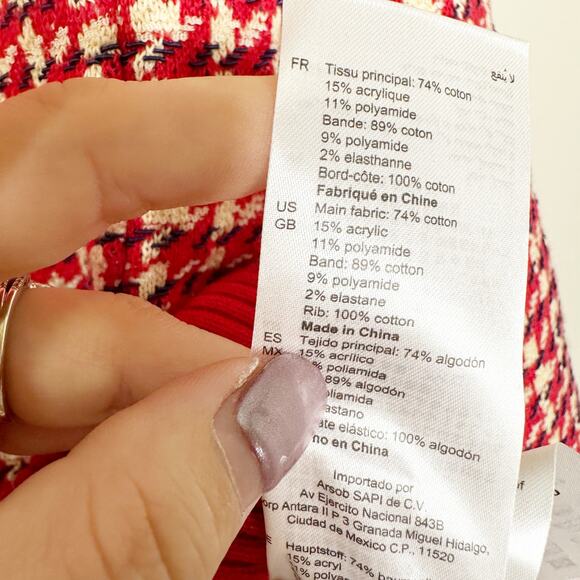 FR Tissu principal: 74% coton
15% acrylique
11% polyamide
Bande: 89% coton
9% polyamide
2% elasthanne
Bord-côte: 100% coton
Fabriqué en Chine
US Main fabric: 74% cotton
GB 15% acrylic
11% polyamide
Band: 89% cotton
9% polyamide
2% elastane
Rib: 100% cotton
Made in China
ES Tejido principal: 74% algodón
MX 15% acrílico
% poliamida
89% algodón
oliamida
astano
te elástico: 100% algodón
en China
Importado por
Arsob SAPI de C.V.
Av Ejercito Nacional 843B
orp Antara II P 3 Granada Miguel Hidalgo,
Ciudad de Mexico C.P., 11520
Hauptstoff: 74%
15% acryl